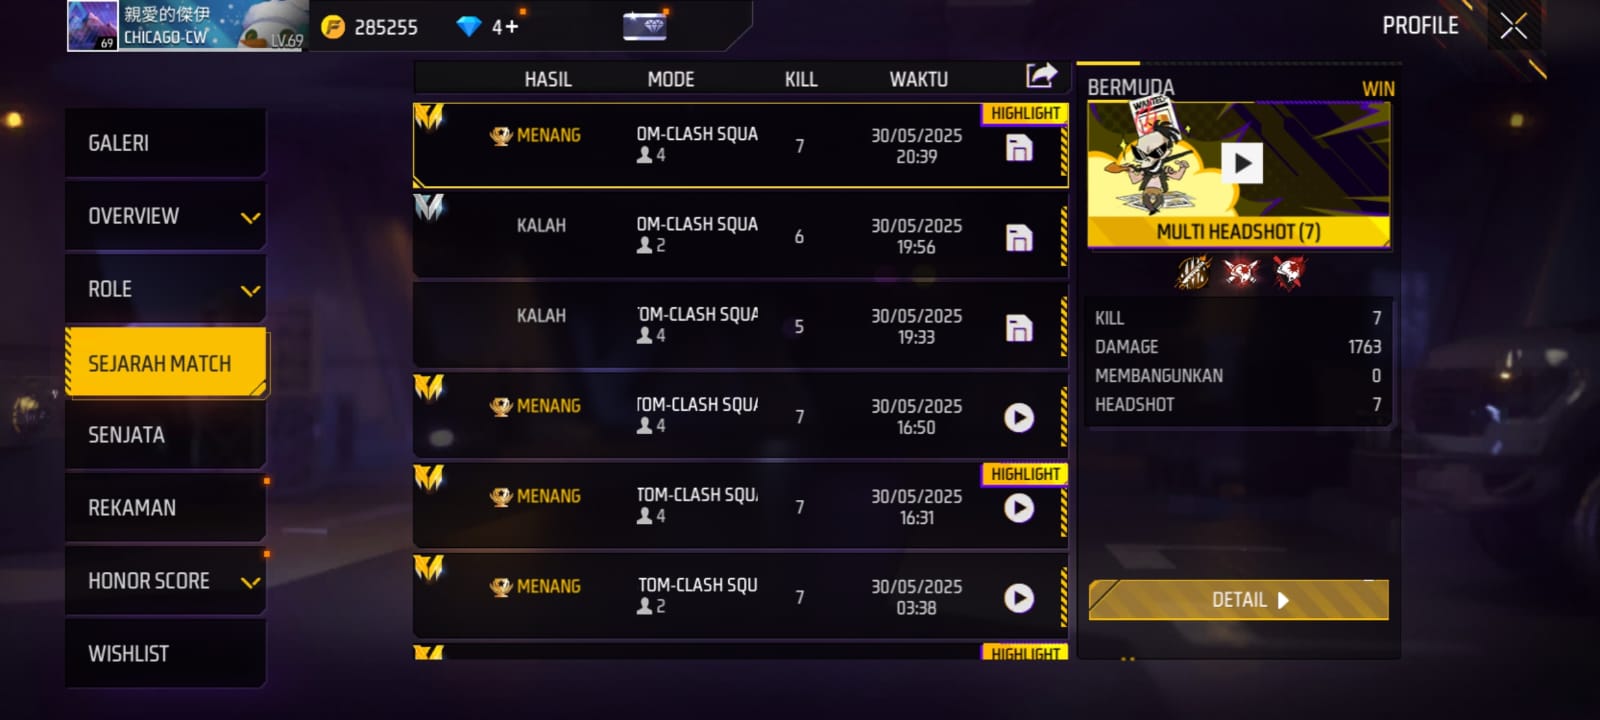 親愛的傑伊
CHICAGO-CW
69
LV.69
285255
4+
PROFILE
GALERI
OVERVIEW
ROLE
SEJARAH MATCH
SENJATA
REKAMAN
HONOR SCORE
WISHLIST
HASIL MODE KILL WAKTU
HIGHLIGHT
MENANG OM-CLASH SQUA 7 30/05/2025
4 20:39
KALAH OM-CLASH SQUA 6 30/05/2025
2 19:56
KALAH OM-CLASH SQUA 5 30/05/2025
4 19:33
MENANG TOM-CLASH SQUA 7 30/05/2025
4 16:50
HIGHLIGHT
MENANG TOM-CLASH SQUA 7 30/05/2025
4 16:31
MENANG TOM-CLASH SQU 7 30/05/2025
2 03:38
HIGHLIGHT
BERMUDA WIN
WANTED
MULTI HEADSHOT (7)
KILL 7
DAMAGE 1763
MEMBANGUNKAN 0
HEADSHOT 7
DETAIL